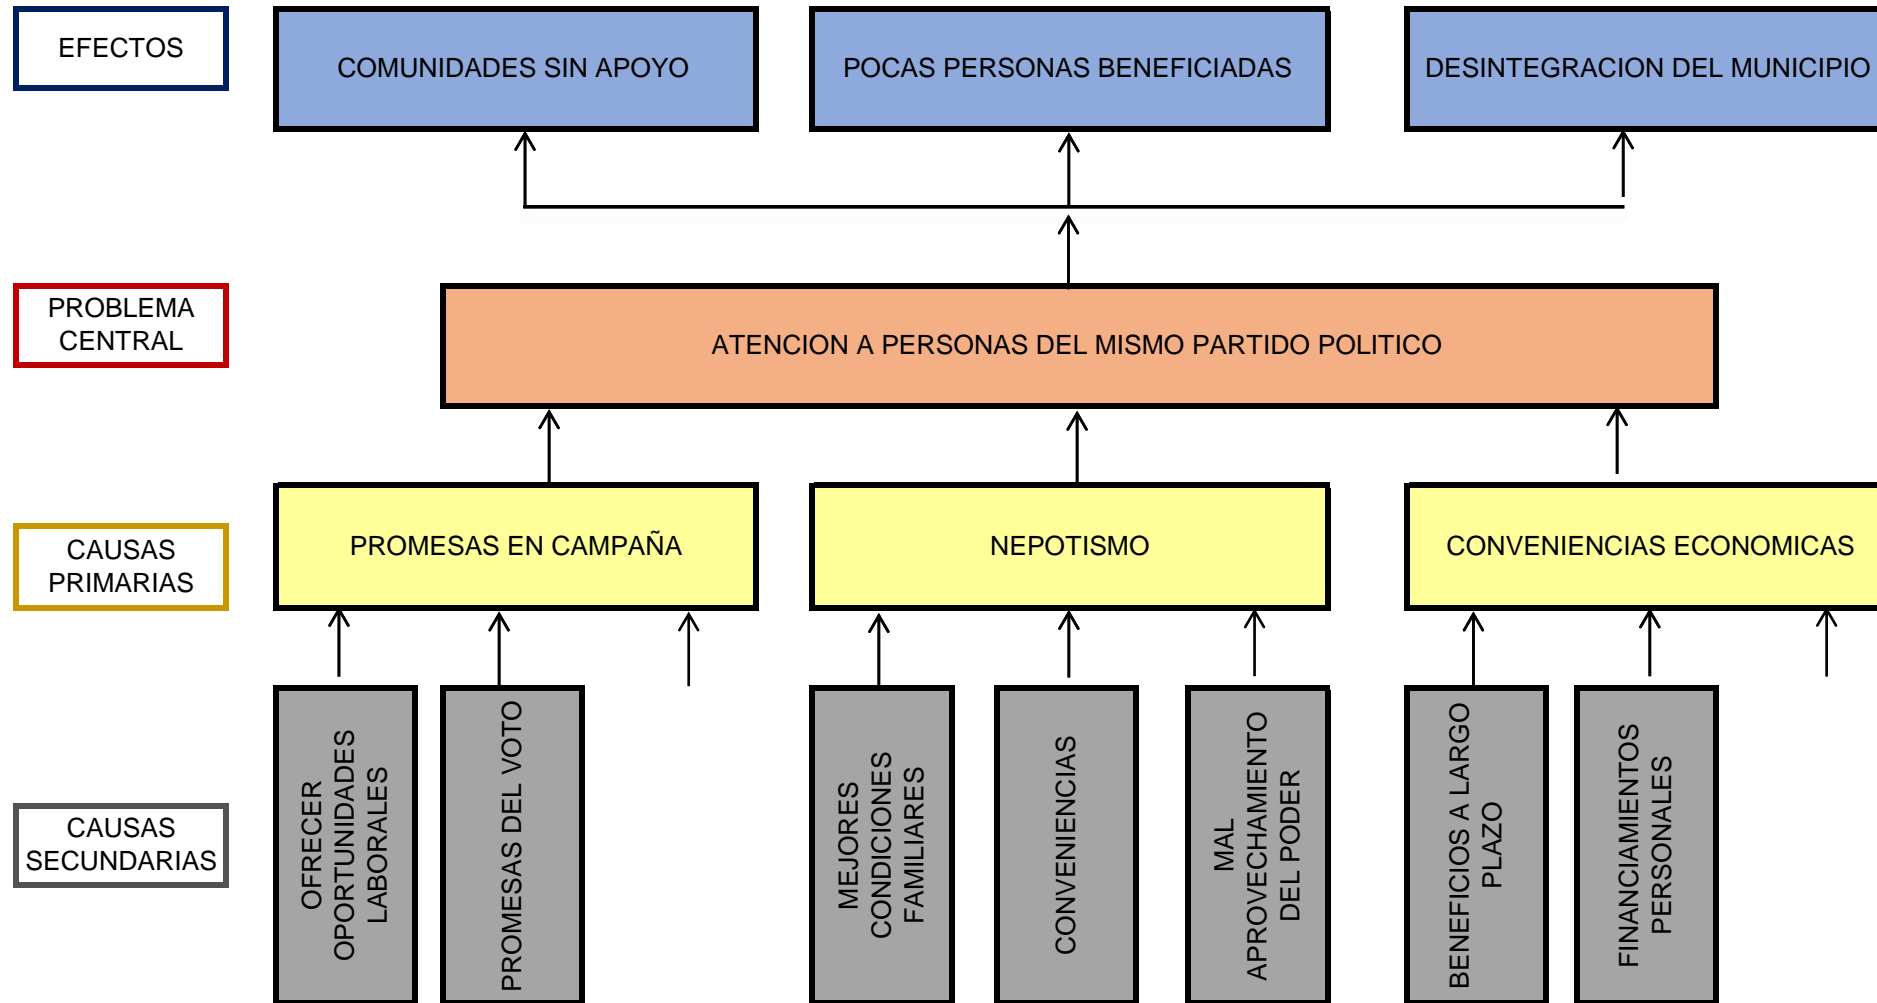 EFECTOS
COMUNIDADES SIN APOYO
POCAS PERSONAS BENEFICIADAS
DESINTEGRACION DEL MUNICIPIO
PROBLEMA
CENTRAL
ATENCION A PERSONAS DEL MISMO PARTIDO POLITICO
CAUSAS
PRIMARIAS
PROMESAS EN CAMPAÑA
NEPOTISMO
CONVENIENCIAS ECONOMICAS
CAUSAS
SECUNDARIAS
OFRECER
OPORTUNIDADES
LABORALES
PROMESAS DEL VOTO
MEJORES
CONDICIONES
FAMILIARES
CONVENIENCIAS
MAL
APROVECHAMIENTO
DEL PODER
BENEFICIOS A LARGO
PLAZO
FINANCIAMIENTOS
PERSONALES